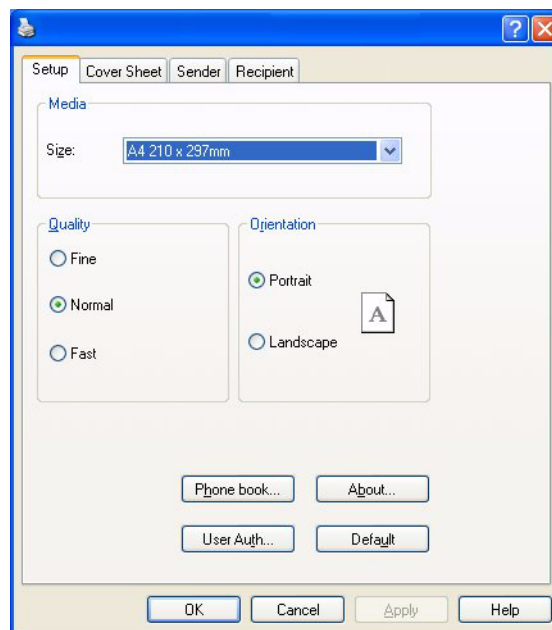 Setup Cover Sheet Sender Recipient
Media
Size: A4 210 x 297mm
Quality
Fine
Normal
Fast
Orientation
Portrait
A
Landscape
Phone book... About...
User Auth... Default
OK Cancel Apply Help